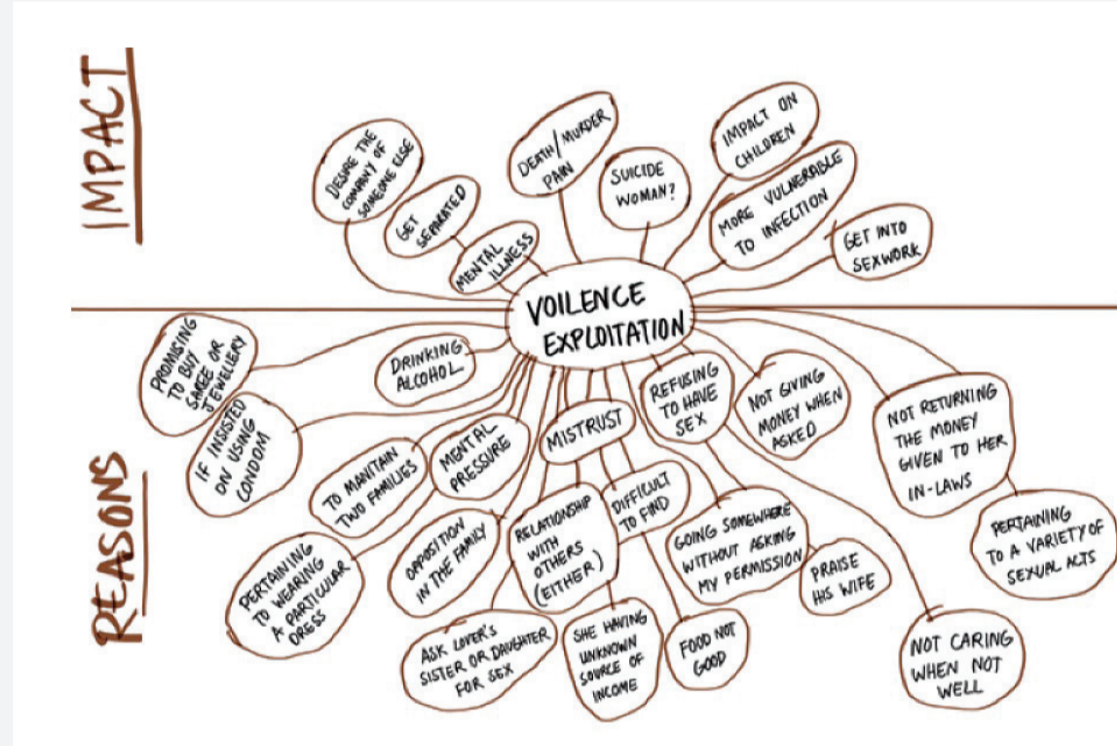 IMPACT
DESIRE THE
COMPANY OF
SOMEONE ELSE
GET
SEPARATED
MENTAL
ILLNESS
DEATH/MURDER
PAIN
SUICIDE
WOMAN?
IMPACT ON
CHILDREN
MORE VULNERABLE
TO INFECTION
GET INTO
SEXWORK
VOILENCE
EXPLOITATION
REASONS
PROMISING
TO BUY
SAREE OR
JEWELLERY
IF INSISTED
ON USING
CONDOM
DRINKING
ALCOHOL
TO MANITAIN
TWO FAMILIES
MENTAL
PRESSURE
PERTAINING
TO WEARING
A PARTICULAR
DRESS
OPPOSITION
IN THE FAMILY
MISTRUST
RELATIONSHIP
WITH
OTHERS
(EITHER)
DIFFICULT
TO FIND
REFUSING
TO HAVE
SEX
NOT GIVING
MONEY WHEN
ASKED
NOT RETURNING
THE MONEY
GIVEN TO HER
IN-LAWS
PERTAINING
TO A VARIETY OF
SEXUAL ACTS
GOING SOMEWHERE
WITHOUT ASKING
MY PERMISSION
PRAISE
HIS WIFE
ASK LOVER'S
SISTER OR DAUGHTER
FOR SEX
SHE HAVING
UNKNOWN
SOURCE OF
INCOME
FOOD NOT
GOOD
NOT CARING
WHEN NOT
WELL